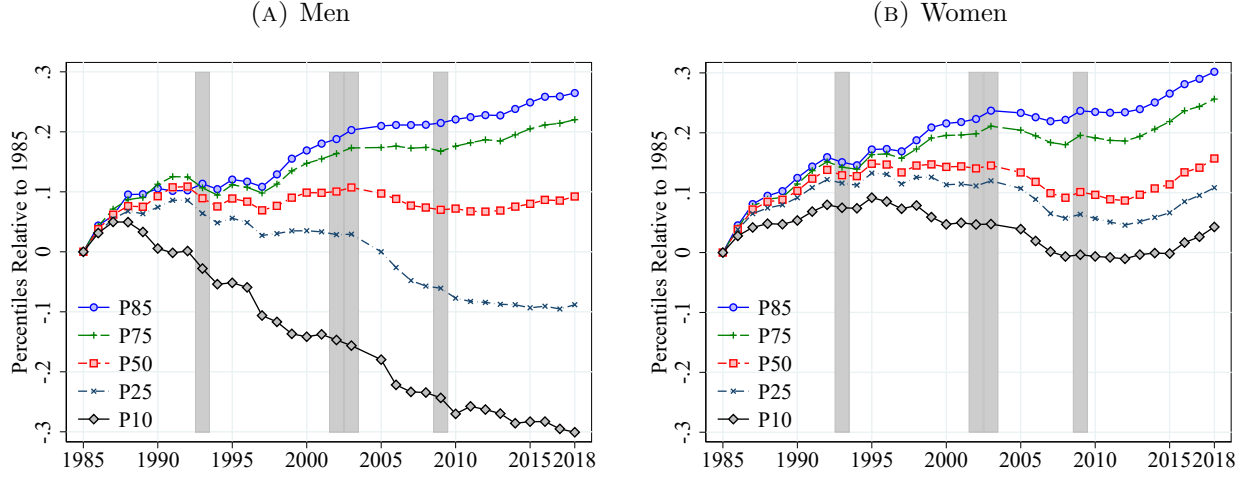 (A) Men
Percentiles Relative to 1985
.3
.2
.1
0
-.1
-.2
-.3
P85
P75
P50
P25
P10
1985 1990 1995 2000 2005 2010 2015 2018
(B) Women
Percentiles Relative to 1985
.3
.2
.1
0
-.1
-.2
-.3
P85
P75
P50
P25
P10
1985 1990 1995 2000 2005 2010 2015 2018